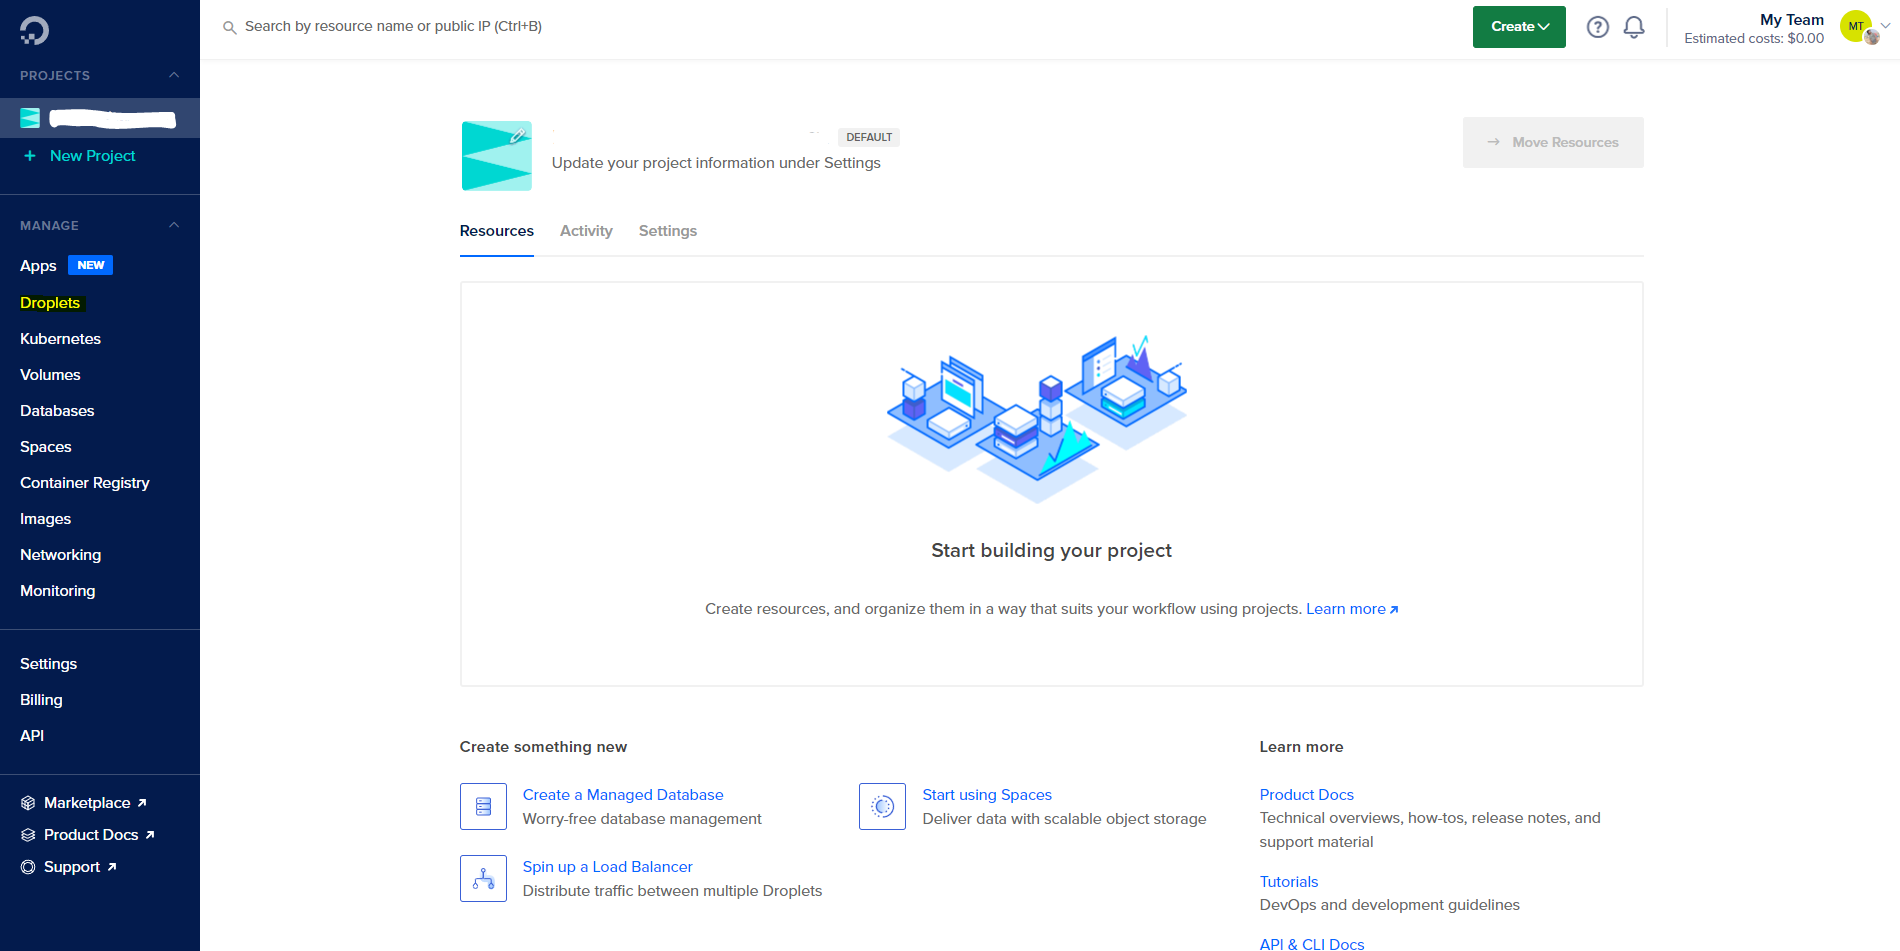 Search by resource name or public IP (Ctrl+B)
Create
My Team
Estimated costs: $0.00
MT
PROJECTS
New Project
MANAGE
Apps NEW
Droplets
Kubernetes
Volumes
Databases
Spaces
Container Registry
Images
Networking
Monitoring
Settings
Billing
API
Marketplace
Product Docs
Support
DEFAULT
Update your project information under Settings
Move Resources
Resources Activity Settings
Start building your project
Create resources, and organize them in a way that suits your workflow using projects. Learn more
Create something new
Create a Managed Database
Worry-free database management
Start using Spaces
Deliver data with scalable object storage
Spin up a Load Balancer
Distribute traffic between multiple Droplets
Learn more
Product Docs
Technical overviews, how-tos, release notes, and
support material
Tutorials
DevOps and development guidelines
API & CLI Docs